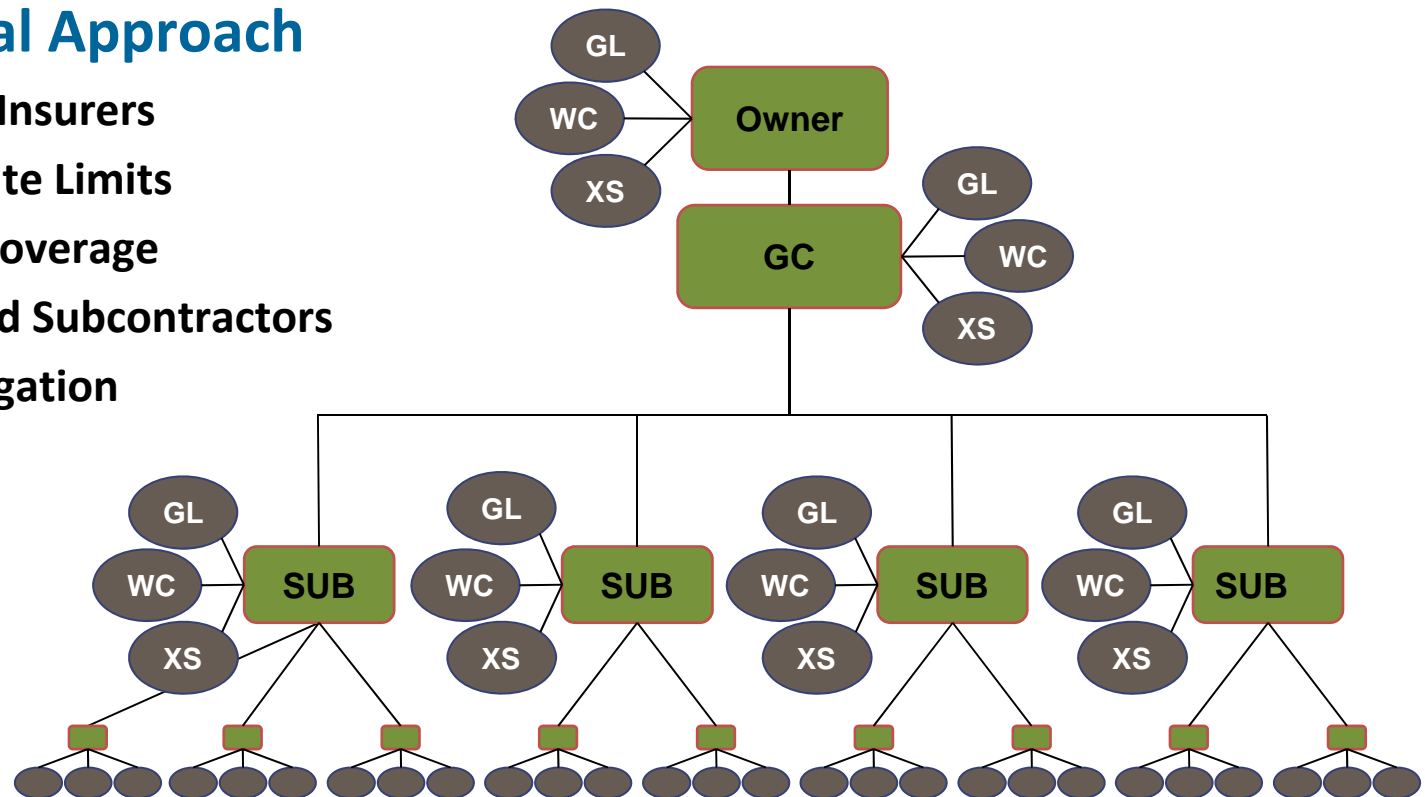 al Approach
Insurers
te Limits
overage
d Subcontractors
gation
GL
WC
XS
Owner
GC
GL
WC
XS
GL
WC
XS
SUB
GL
WC
XS
SUB
GL
WC
XS
SUB
GL
WC
XS
SUB